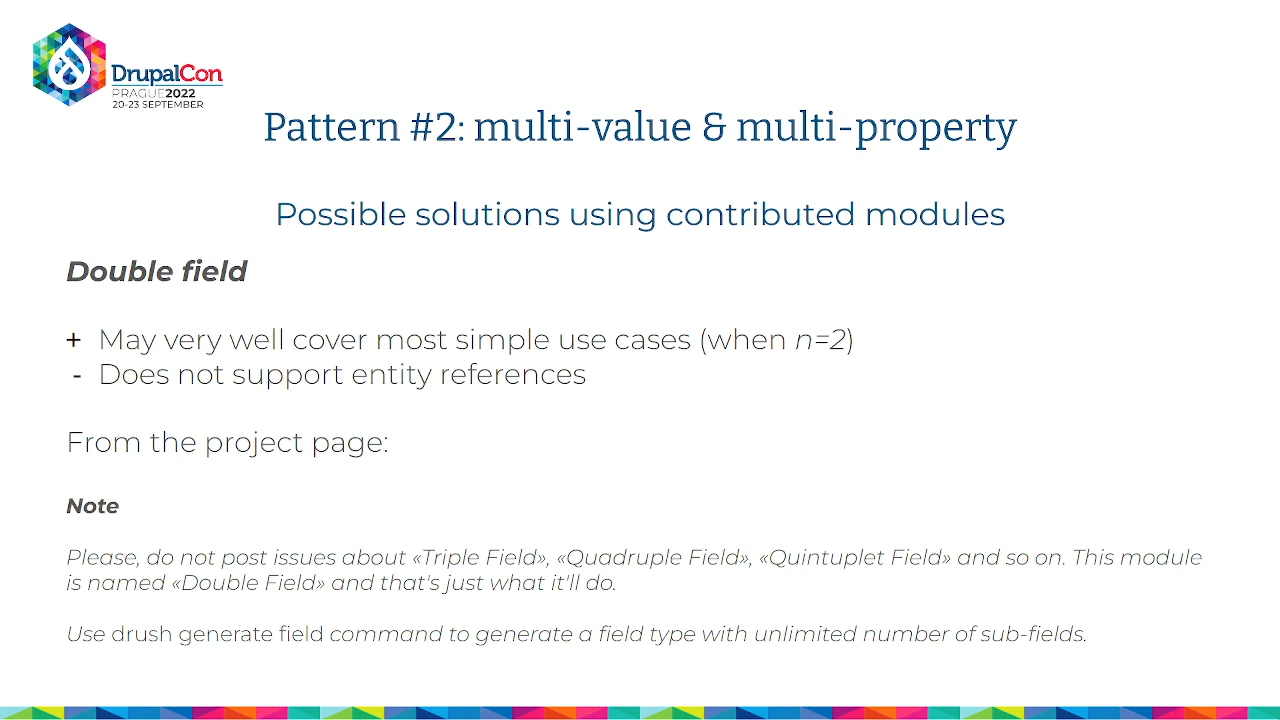 DrupalCon
PRAGUE2022
20-23 SEPTEMBER
Pattern #2: multi-value & multi-property
Possible solutions using contributed modules
Double field
+ May very well cover most simple use cases (when n=2)
- Does not support entity references
From the project page:
Note
Please, do not post issues about «Triple Field», «Quadruple Field», «Quintuplet Field» and so on. This module
is named «Double Field» and that's just what it'll do.
Use drush generate field command to generate a field type with unlimited number of sub-fields.